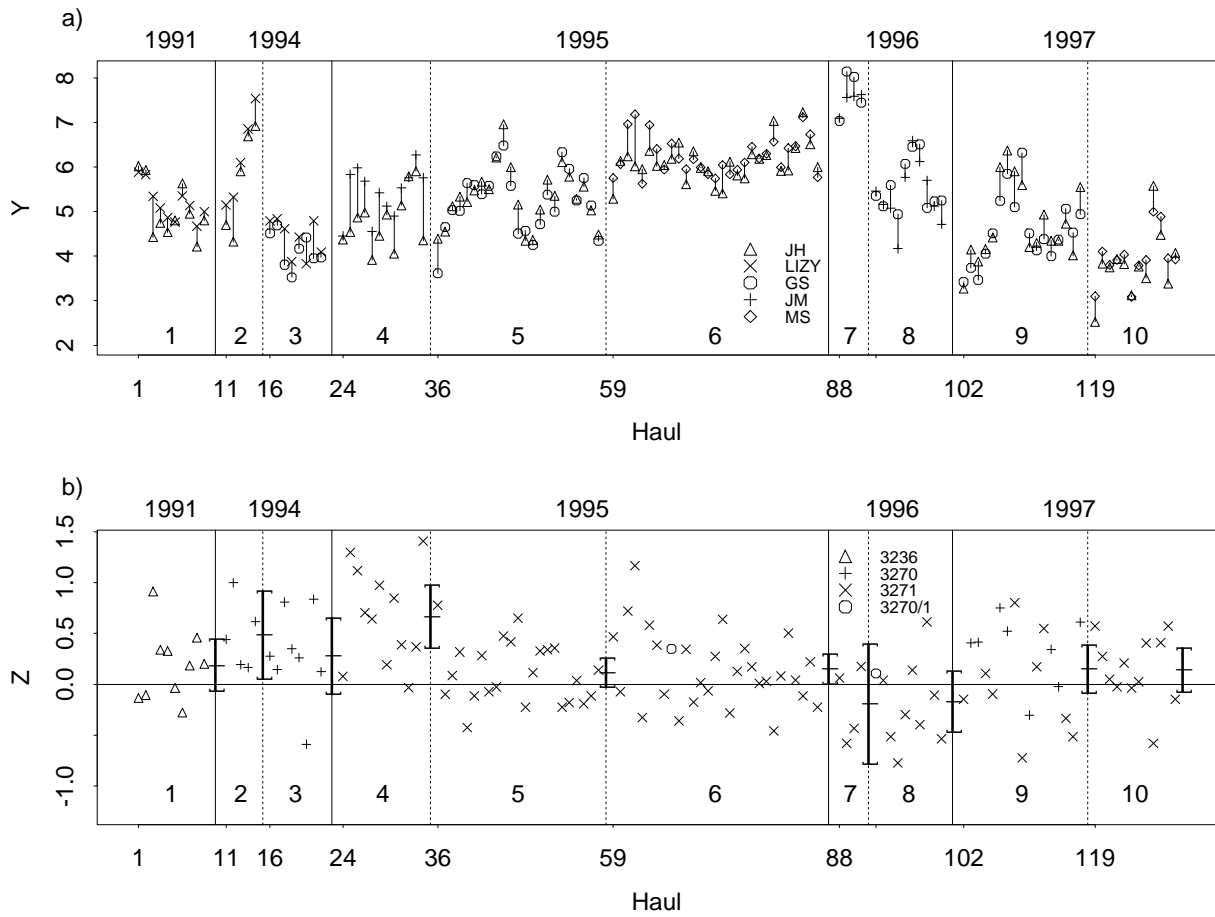 a)
1991 1994 1995 1996 1997
8
7
6
5
4
3
2
Y
JH
LIZY
GS
JM
MS
1 2 3 4 5 6 7 8 9 10
1 11 16 24 36 59 88 102 119
Haul
b)
1991 1994 1995 1996 1997
1.5
1.0
0.5
0.0
-1.0
Z
3236
3270
3271
3270/1
1 2 3 4 5 6 7 8 9 10
1 11 16 24 36 59 88 102 119
Haul